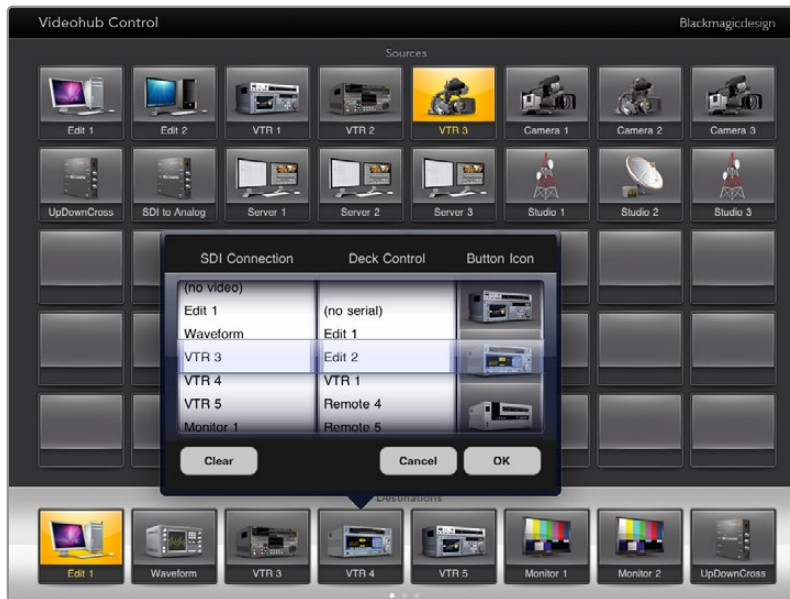 Videohub Control
Blackmagicdesign
Sources
Edit 1
Edit 2
VTR 1
VTR 2
VTR 3
Camera 1
Camera 2
Camera 3
UpDownCross
SDI to Analog
Server 1
Server 2
Server 3
Studio 1
Studio 2
Studio 3
SDI Connection
Deck Control
Button Icon
(no video)
Edit 1
Waveform
VTR 3
VTR 4
VTR 5
Monitor 1
(no serial)
Edit 1
Edit 2
VTR 1
Remote 4
Remote 5
Clear
Cancel
OK
Destinations
Edit 1
Waveform
VTR 3
VTR 4
VTR 5
Monitor 1
Monitor 2
UpDownCross